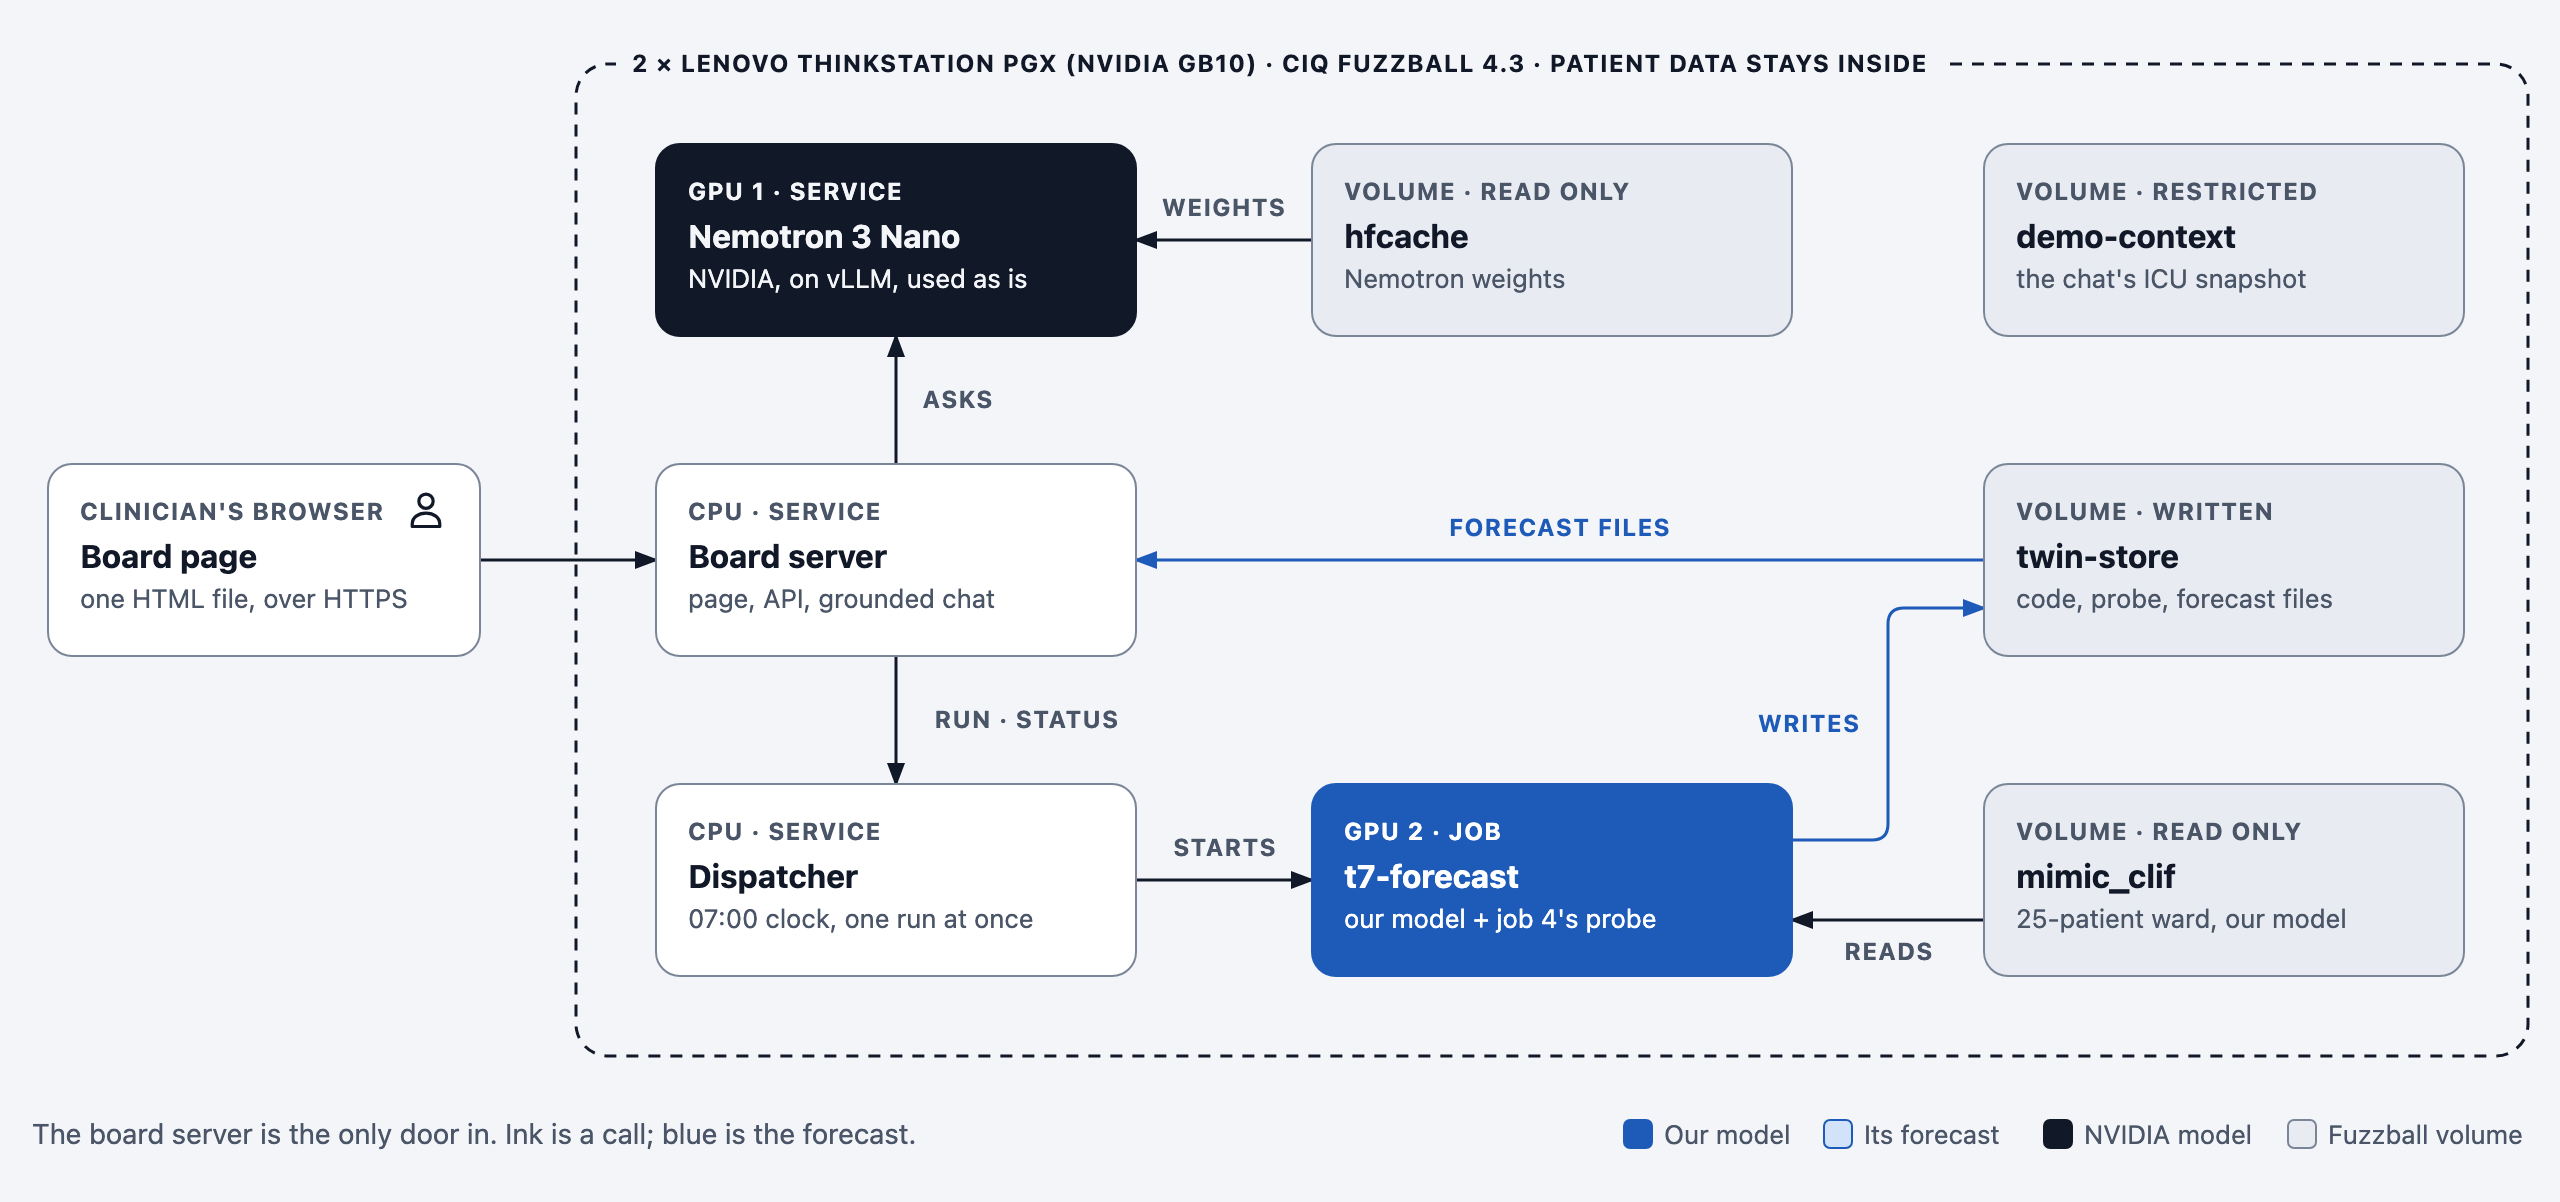 2 × LENOVO THINKSTATION PGX (NVIDIA GB10) · CIQ FUZZBALL 4.3 · PATIENT DATA STAYS INSIDE
GPU 1 · SERVICE
Nemotron 3 Nano
NVIDIA, on vLLM, used as is
WEIGHTS
VOLUME · READ ONLY
hfcache
Nemotron weights
VOLUME · RESTRICTED
demo-context
the chat's ICU snapshot
ASKS
CLINICIAN'S BROWSER
Board page
one HTML file, over HTTPS
CPU · SERVICE
Board server
page, API, grounded chat
FORECAST FILES
VOLUME · WRITTEN
twin-store
code, probe, forecast files
RUN · STATUS
WRITES
CPU · SERVICE
Dispatcher
07:00 clock, one run at once
STARTS
GPU 2 · JOB
t7-forecast
our model + job 4's probe
READS
VOLUME · READ ONLY
mimic_clif
25-patient ward, our model
The board server is the only door in. Ink is a call; blue is the forecast.
Our model
Its forecast
NVIDIA model
Fuzzball volume